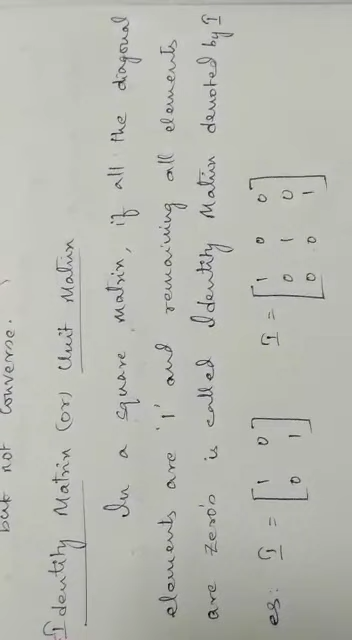 but not converse.
Identity Matrix (or) Unit Matrix
In a square matrix, if all the diagonal
elements are '1' and remaining all elements
are zero's is called Identity Matrix denoted by I
eg: I = [1 0 0 1] I = [1 0 0 0 1 0 0 0 1]